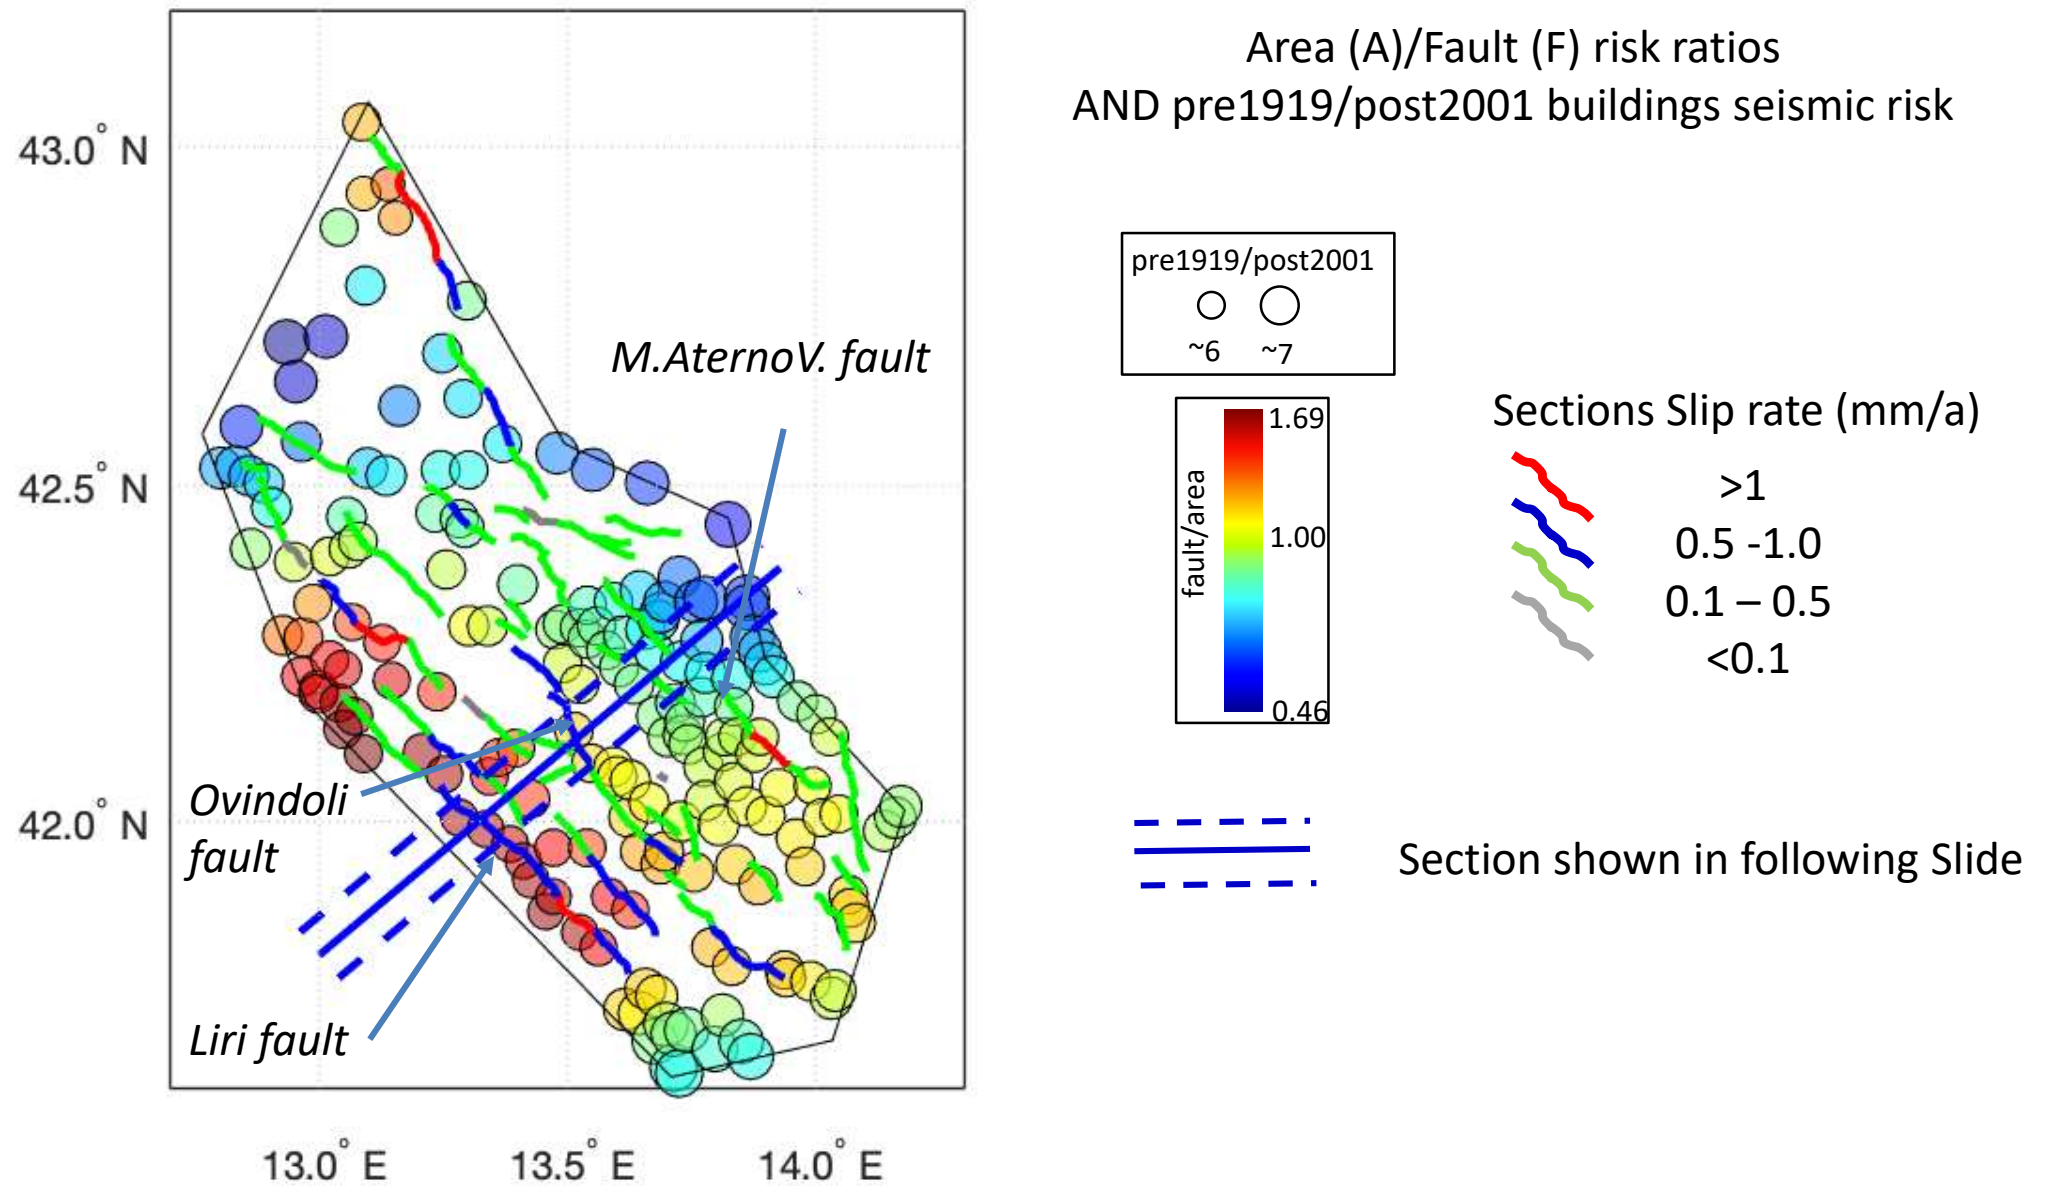 Area (A)/Fault (F) risk ratios
AND pre1919/post2001 buildings seismic risk
43.0° N
42.5° N
42.0° N
13.0° E
13.5° E
14.0° E
M.AternoV. fault
Ovindoli
fault
Liri fault
pre1919/post2001
~6
~7
fault/area
1.69
1.00
0.46
Sections Slip rate (mm/a)
>1
0.5 -1.0
0.1 – 0.5
<0.1
Section shown in following Slide